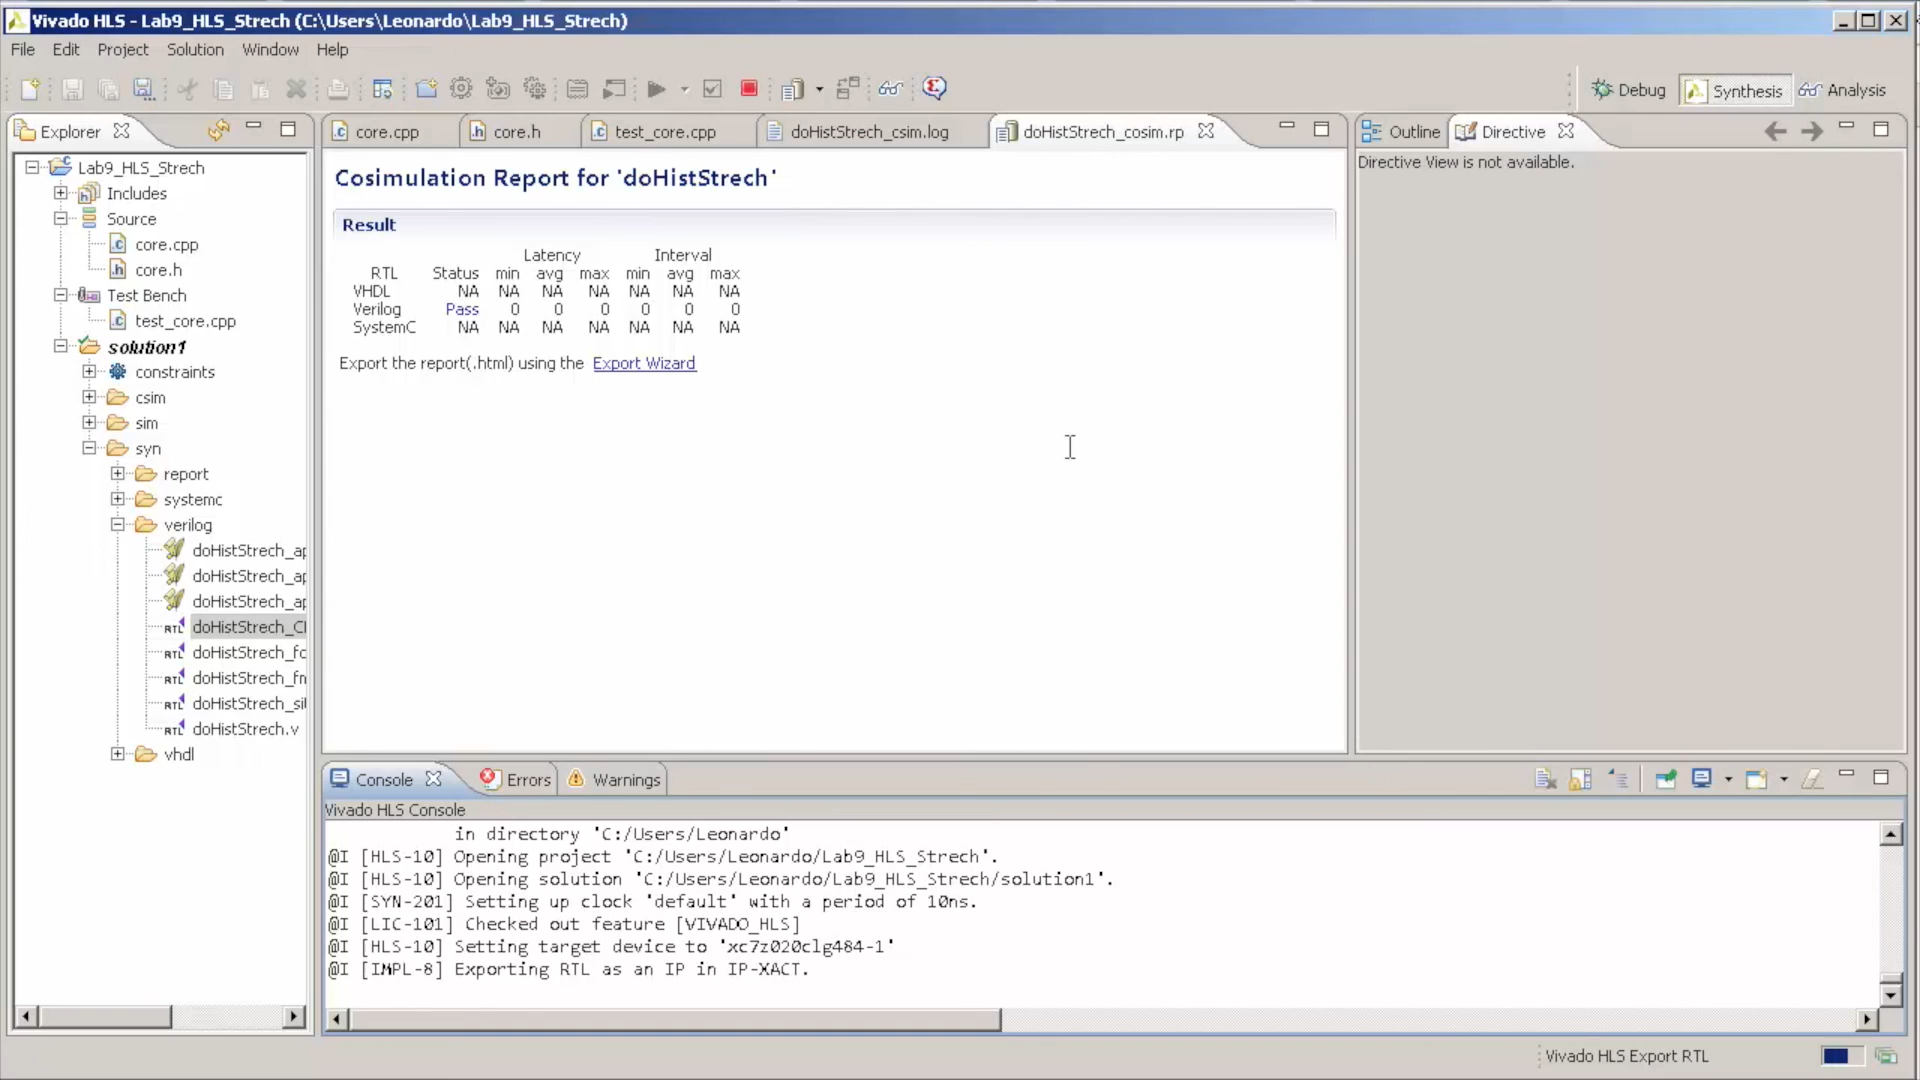 Vivado HLS - Lab9_HLS_Strech (C:\Users\Leonardo\Lab9_HLS_Strech)
File Edit Project Solution Window Help
Debug Synthesis Analysis
Explorer
core.cpp core.h test_core.cpp doHistStrech_csim.log doHistStrech_cosim.rp
Outline Directive
Lab9_HLS_Strech
Includes
Source
core.cpp
core.h
Test Bench
test_core.cpp
solution1
constraints
csim
sim
syn
report
systemc
verilog
doHistStrech_ap
doHistStrech_ap
doHistStrech_ap
doHistStrech_CI
doHistStrech_fc
doHistStrech_fm
doHistStrech_sit
doHistStrech.v
vhdl
Cosimulation Report for 'doHistStrech'
Result
Latency Interval
RTL Status min avg max min avg max
VHDL NA NA NA NA NA NA NA
Verilog Pass 0 0 0 0 0 0
SystemC NA NA NA NA NA NA NA
Export the report(.html) using the Export Wizard
Directive View is not available.
Console Errors Warnings
Vivado HLS Console
in directory 'C:/Users/Leonardo'
@I [HLS-10] Opening project 'C:/Users/Leonardo/Lab9_HLS_Strech'.
@I [HLS-10] Opening solution 'C:/Users/Leonardo/Lab9_HLS_Strech/solution1'.
@I [SYN-201] Setting up clock 'default' with a period of 10ns.
@I [LIC-101] Checked out feature [VIVADO_HLS]
@I [HLS-10] Setting target device to 'xc7z020clg484-1'
@I [IMPL-8] Exporting RTL as an IP in IP-XACT.
Vivado HLS Export RTL